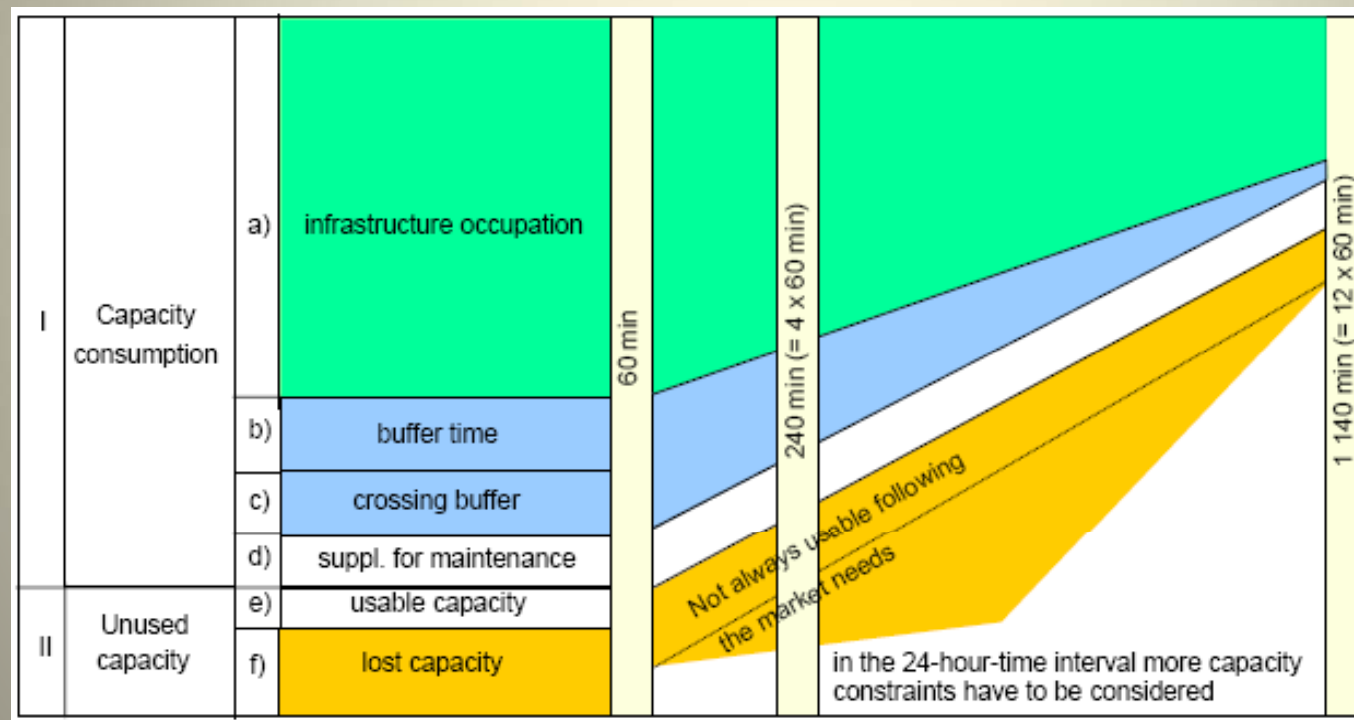 I
Capacity
consumption
a)
infrastructure occupation
b)
buffer time
c)
crossing buffer
d)
suppl. for maintenance
II
Unused
capacity
e)
usable capacity
f)
lost capacity
60 min
240 min (= 4 x 60 min)
1 140 min (= 12 x 60 min)
Not always usable following
the market needs
in the 24-hour-time interval more capacity
constraints have to be considered